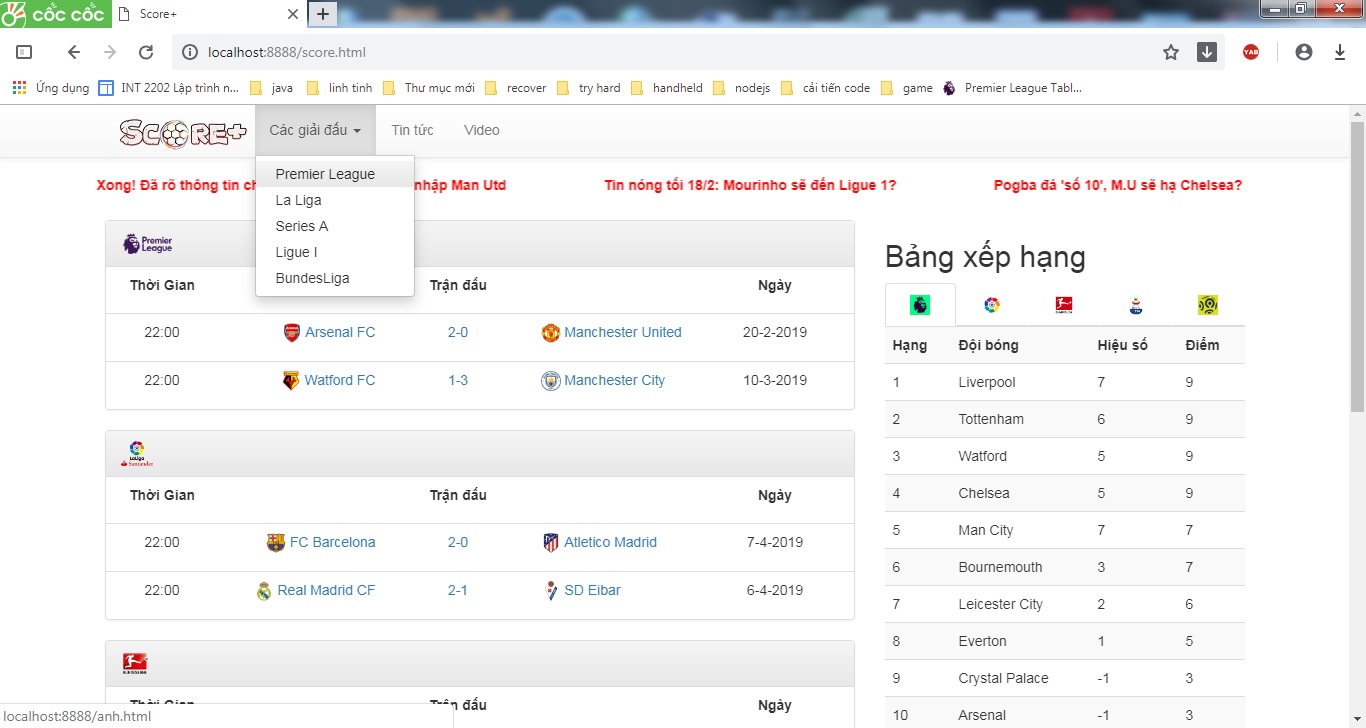 cốc cốc
Score+
localhost:8888/score.html
YAB
Ứng dụng
INT 2202 Lập trình n...
java
linh tinh
Thư mục mới
recover
try hard
handheld
nodejs
cải tiến code
game
Premier League Tabl...
SCORE+
Các giải đấu
Tin tức
Video
Premier League
La Liga
Series A
Ligue I
BundesLiga
Xong! Đã rõ thông tin nhập Man Utd
Tin nóng tối 18/2: Mourinho sẽ đến Ligue 1?
Pogba đá 'số 10', M.U sẽ hạ Chelsea?
Premier League
Thời Gian Trận đấu Ngày
22:00 Arsenal FC 2-0 Manchester United 20-2-2019
22:00 Watford FC 1-3 Manchester City 10-3-2019
LaLiga
Santander
Thời Gian Trận đấu Ngày
22:00 FC Barcelona 2-0 Atletico Madrid 7-4-2019
22:00 Real Madrid CF 2-1 SD Eibar 6-4-2019
BUNDESLIGA
Thời Gian Trận đấu Ngày
Bảng xếp hạng
Hạng Đội bóng Hiệu số Điểm
1 Liverpool 7 9
2 Tottenham 6 9
3 Watford 5 9
4 Chelsea 5 9
5 Man City 7 7
6 Bournemouth 3 7
7 Leicester City 2 6
8 Everton 1 5
9 Crystal Palace -1 3
10 Arsenal -1 3
localhost:8888/anh.html